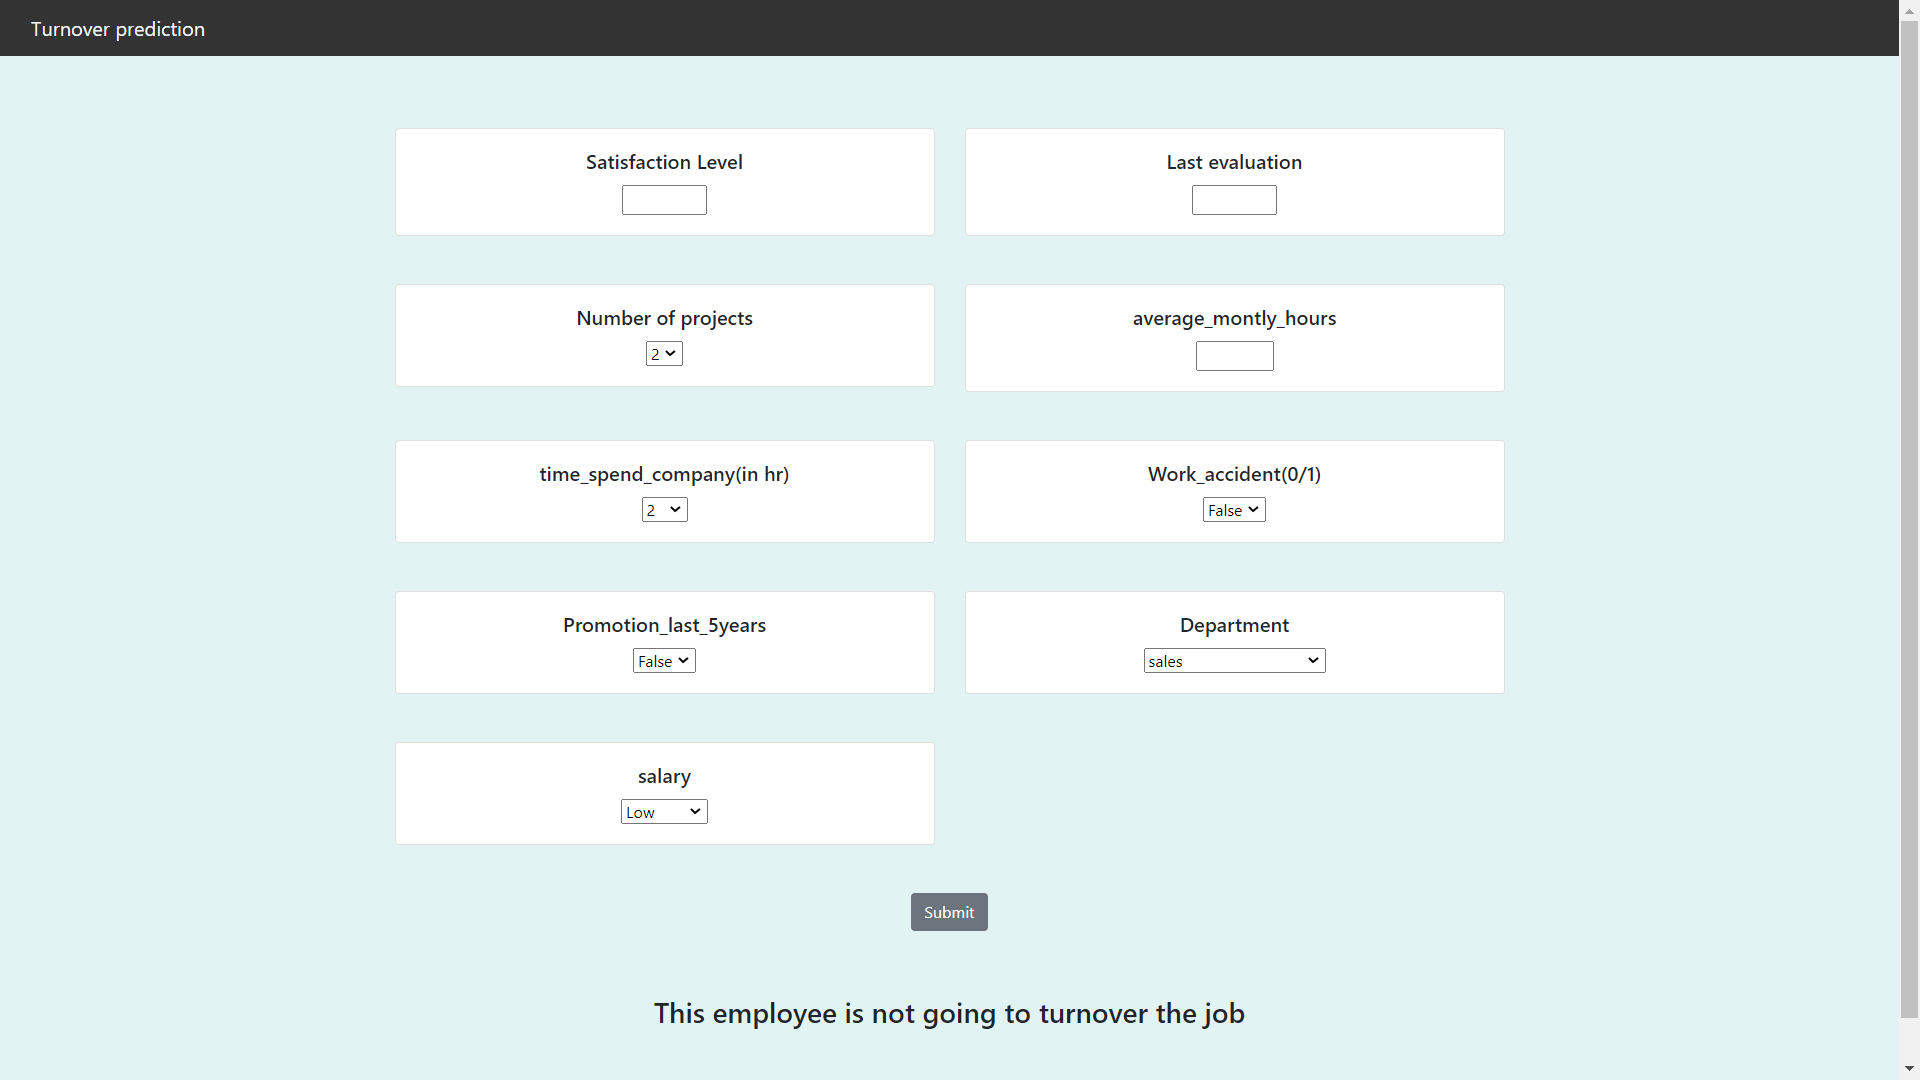 Turnover prediction
Satisfaction Level
Last evaluation
Number of projects
2
average_montly_hours
time_spend_company(in hr)
2
Work_accident(0/1)
False
Promotion_last_5years
False
Department
sales
salary
Low
Submit
This employee is not going to turnover the job